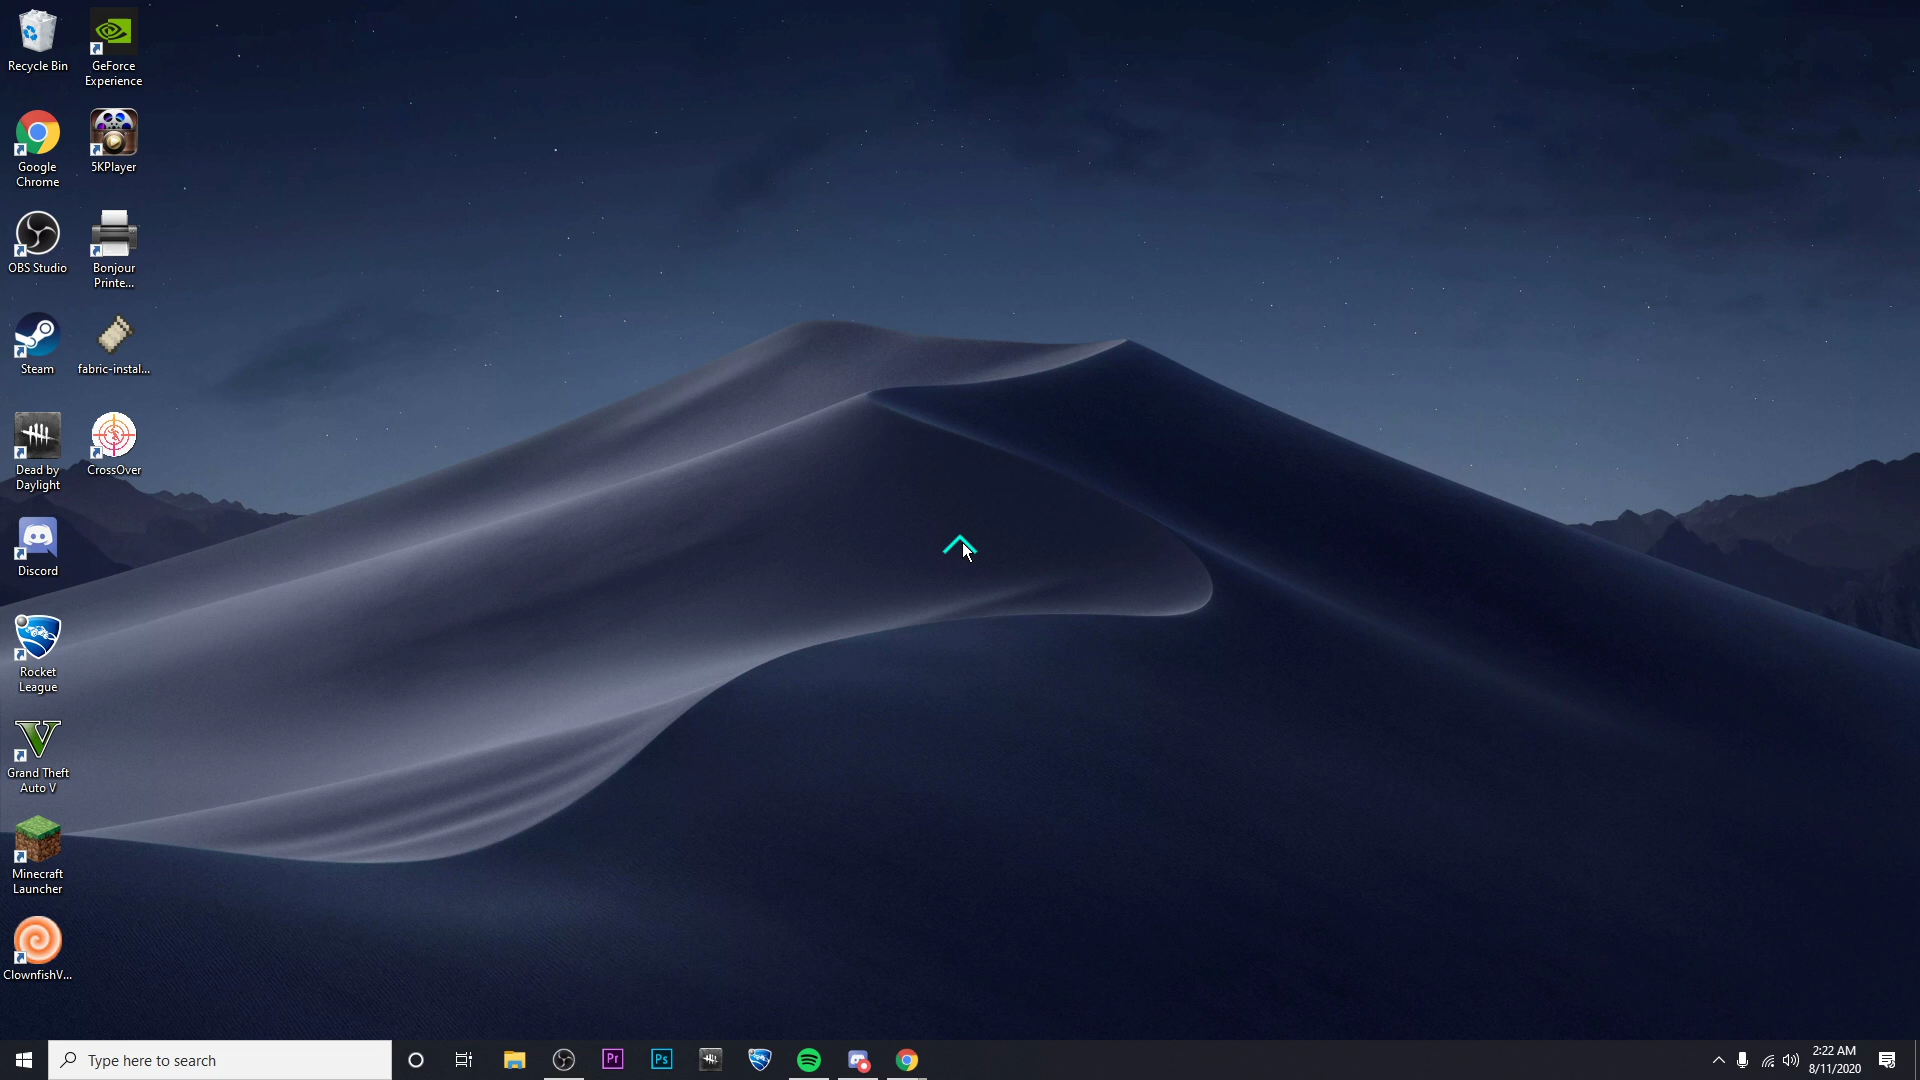 Recycle Bin
GeForce
Experience
Google
Chrome
5KPlayer
OBS Studio
Bonjour
Printe...
Steam
fabric-instal...
Dead by
Daylight
CrossOver
Discord
Rocket
League
Grand Theft
Auto V
Minecraft
Launcher
ClownfishV...
Type here to search
Pr
Ps
2:22 AM
8/11/2020